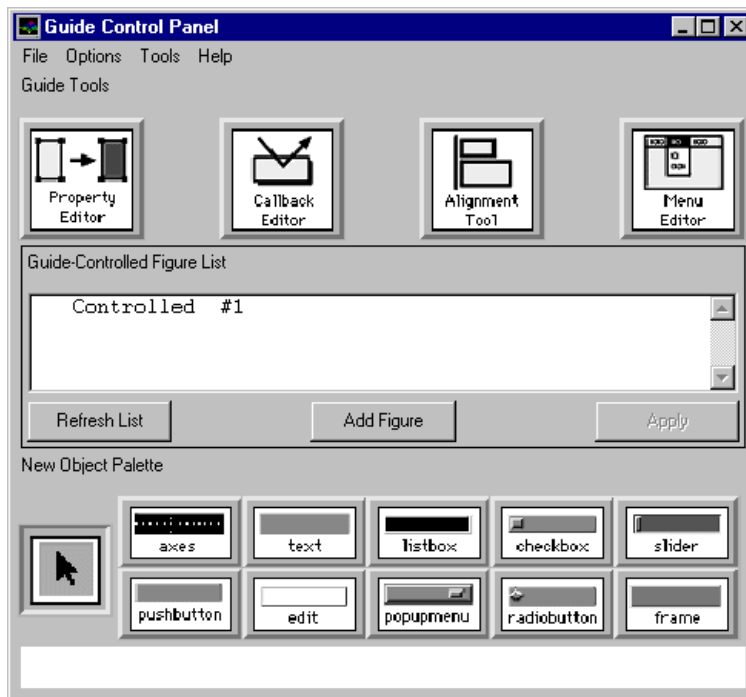 Guide Control Panel
File Options Tools Help
Guide Tools
Property
Editor
Callback
Editor
Alignment
Tool
Menu
Editor
Guide-Controlled Figure List
Controlled #1
Refresh List Add Figure Apply
New Object Palette
axes text listbox checkbox slider
pushbutton edit popupmenu radiobutton frame